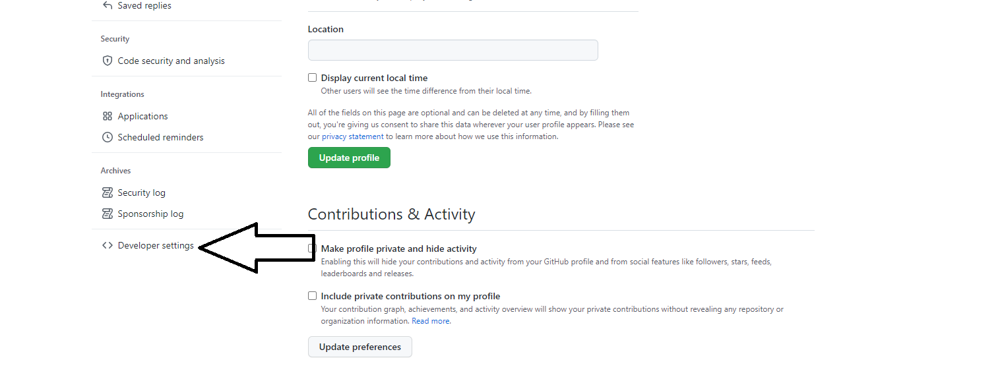 Saved replies
Security
Code security and analysis
Integrations
Applications
Scheduled reminders
Archives
Security log
Sponsorship log
Developer settings
Location
Display current local time
Other users will see the time difference from their local time.
All of the fields on this page are optional and can be deleted at any time, and by filling them
out, you're giving us consent to share this data wherever your user profile appears. Please see
our privacy statement to learn more about how we use this information.
Update profile
Contributions & Activity
Make profile private and hide activity
Enabling this will hide your contributions and activity from your GitHub profile and from social features like followers, stars, feeds,
leaderboards and releases.
Include private contributions on my profile
Your contribution graph, achievements, and activity overview will show your private contributions without revealing any repository or
organization information. Read more.
Update preferences